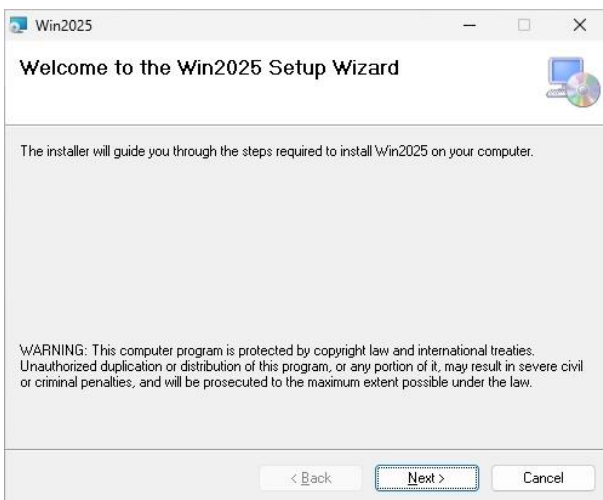 Win2025
Welcome to the Win2025 Setup Wizard
The installer will guide you through the steps required to install Win2025 on your computer.
WARNING: This computer program is protected by copyright law and international treaties.
Unauthorized duplication or distribution of this program, or any portion of it, may result in severe civil
or criminal penalties, and will be prosecuted to the maximum extent possible under the law.
< Back
Next >
Cancel